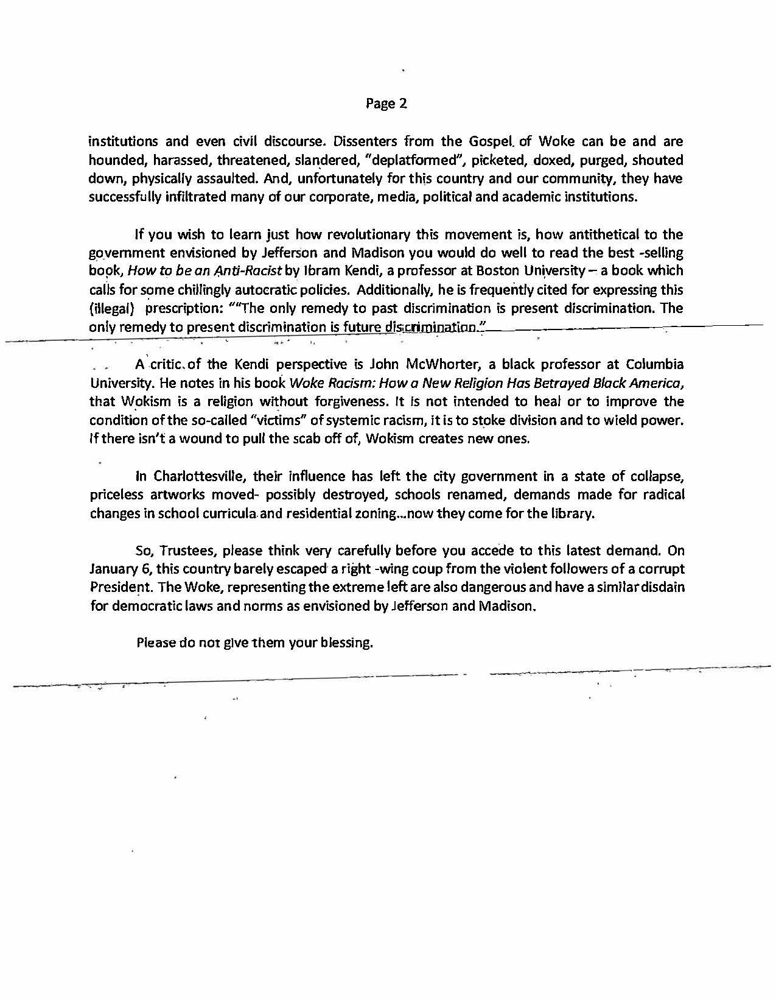 Page 2
institutions and even civil discourse. Dissenters from the Gospel. of Woke can be and are
hounded, harassed, threatened, slandered, "deplatformed", picketed, doxed, purged, shouted
down, physically assaulted. And, unfortunately for this country and our community, they have
successfully infiltrated many of our corporate, media, political and academic institutions.
If you wish to learn just how revolutionary this movement is, how antithetical to the
government envisioned by Jefferson and Madison you would do well to read the best -selling
book, How to be an Anti-Racist by Ibram Kendi, a professor at Boston University – a book which
calls for some chillingly autocratic policies. Additionally, he is frequently cited for expressing this
(illegal) prescription: ""The only remedy to past discrimination is present discrimination. The
only remedy to present discrimination is future discrimination."
A critic of the Kendi perspective is John McWhorter, a black professor at Columbia
University. He notes in his book Woke Racism: How a New Religion Has Betrayed Black America,
that Wokism is a religion without forgiveness. It is not intended to heal or to improve the
condition of the so-called "victims" of systemic racism, it is to stoke division and to wield power.
If there isn't a wound to pull the scab off of, Wokism creates new ones.
In Charlottesville, their influence has left the city government in a state of collapse,
priceless artworks moved- possibly destroyed, schools renamed, demands made for radical
changes in school curricula and residential zoning...now they come for the library.
So, Trustees, please think very carefully before you accede to this latest demand. On
January 6, this country barely escaped a right -wing coup from the violent followers of a corrupt
President. The Woke, representing the extreme left are also dangerous and have a similar disdain
for democratic laws and norms as envisioned by Jefferson and Madison.
Please do not give them your blessing.